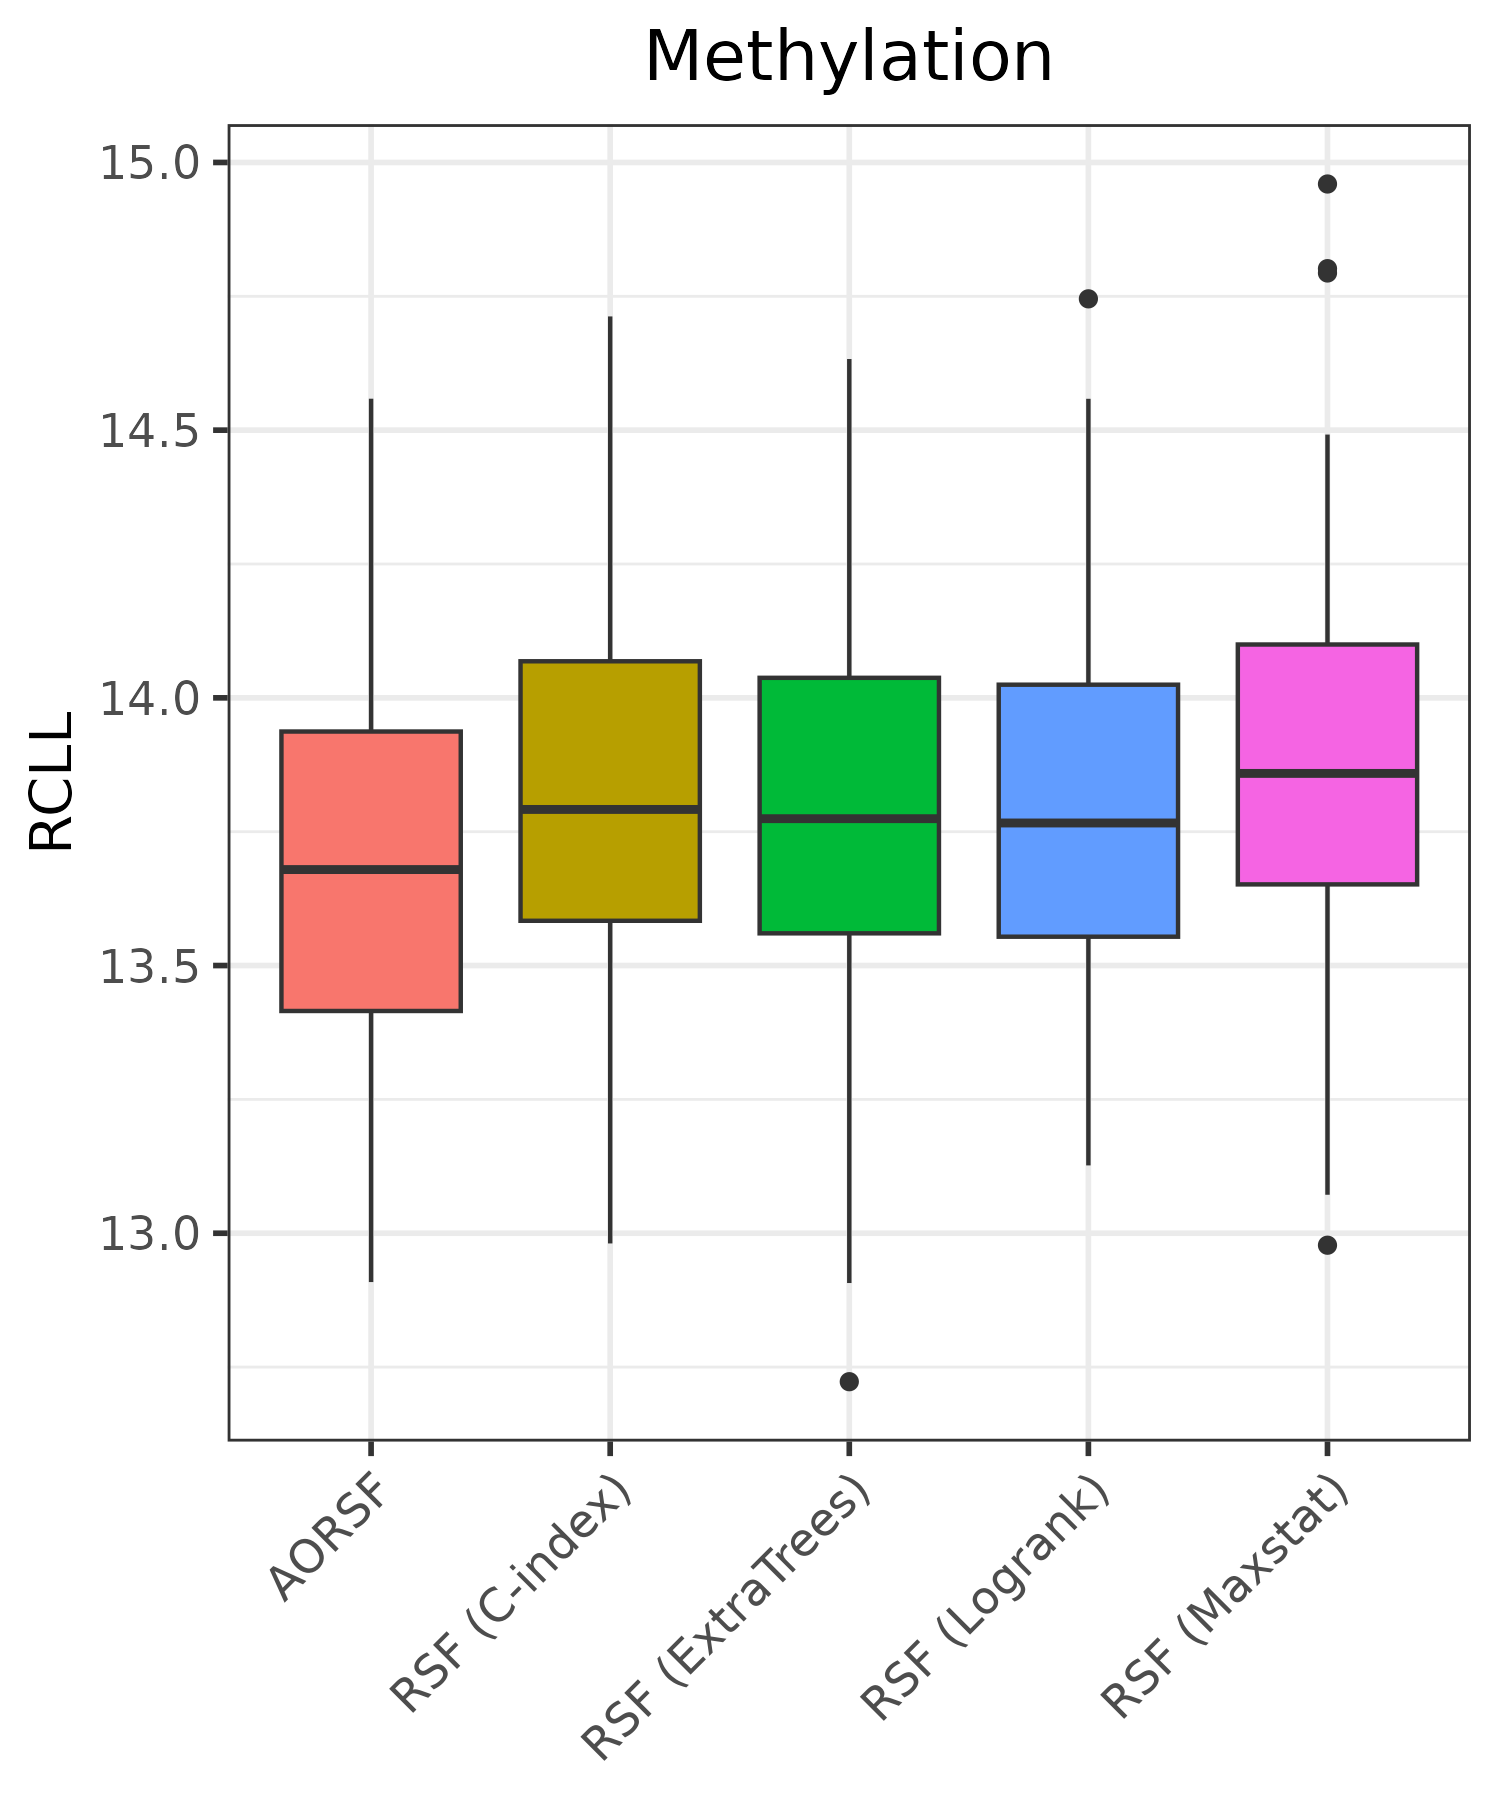 Methylation
15.0
14.5
14.0
13.5
13.0
RCLL
AORSF
RSF (C-index)
RSF (ExtraTrees)
RSF (Logrank)
RSF (Maxstat)